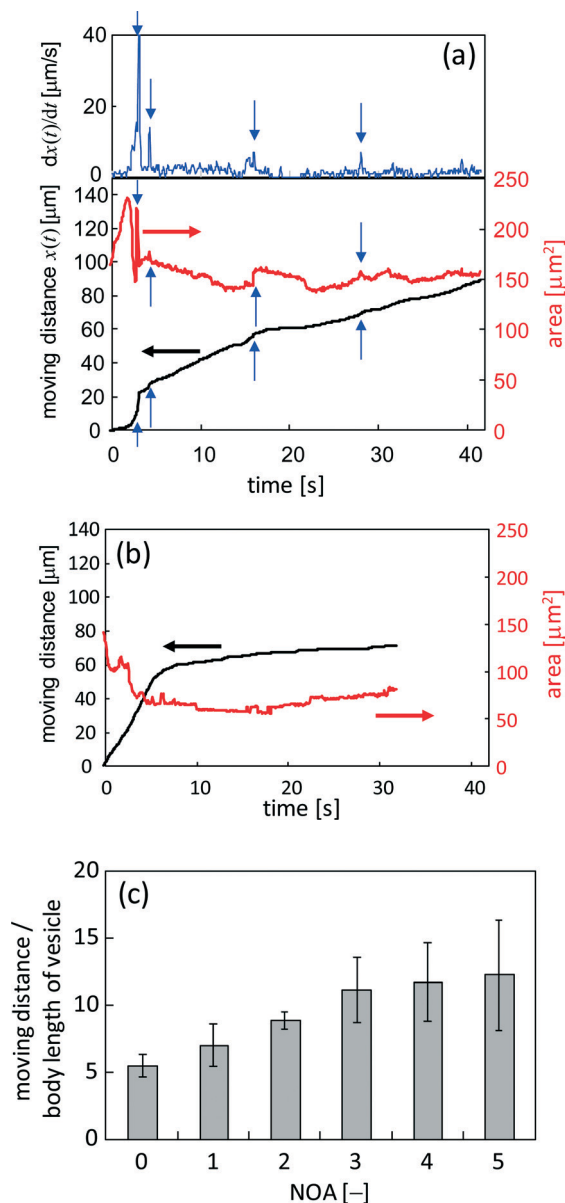 (a)
dx(t)/dt [μm/s]
40
20
0
moving distance x(t) [μm]
140
120
100
80
60
40
20
0
250
200
150
100
50
0
area [μm²]
0 10 20 30 40
time [s]
(b)
moving distance [μm]
140
120
100
80
60
40
20
0
250
200
150
100
50
0
area [μm²]
0 10 20 30 40
time [s]
(c)
moving distance /
body length of vesicle
20
15
10
5
0
0 1 2 3 4 5
NOA [−]